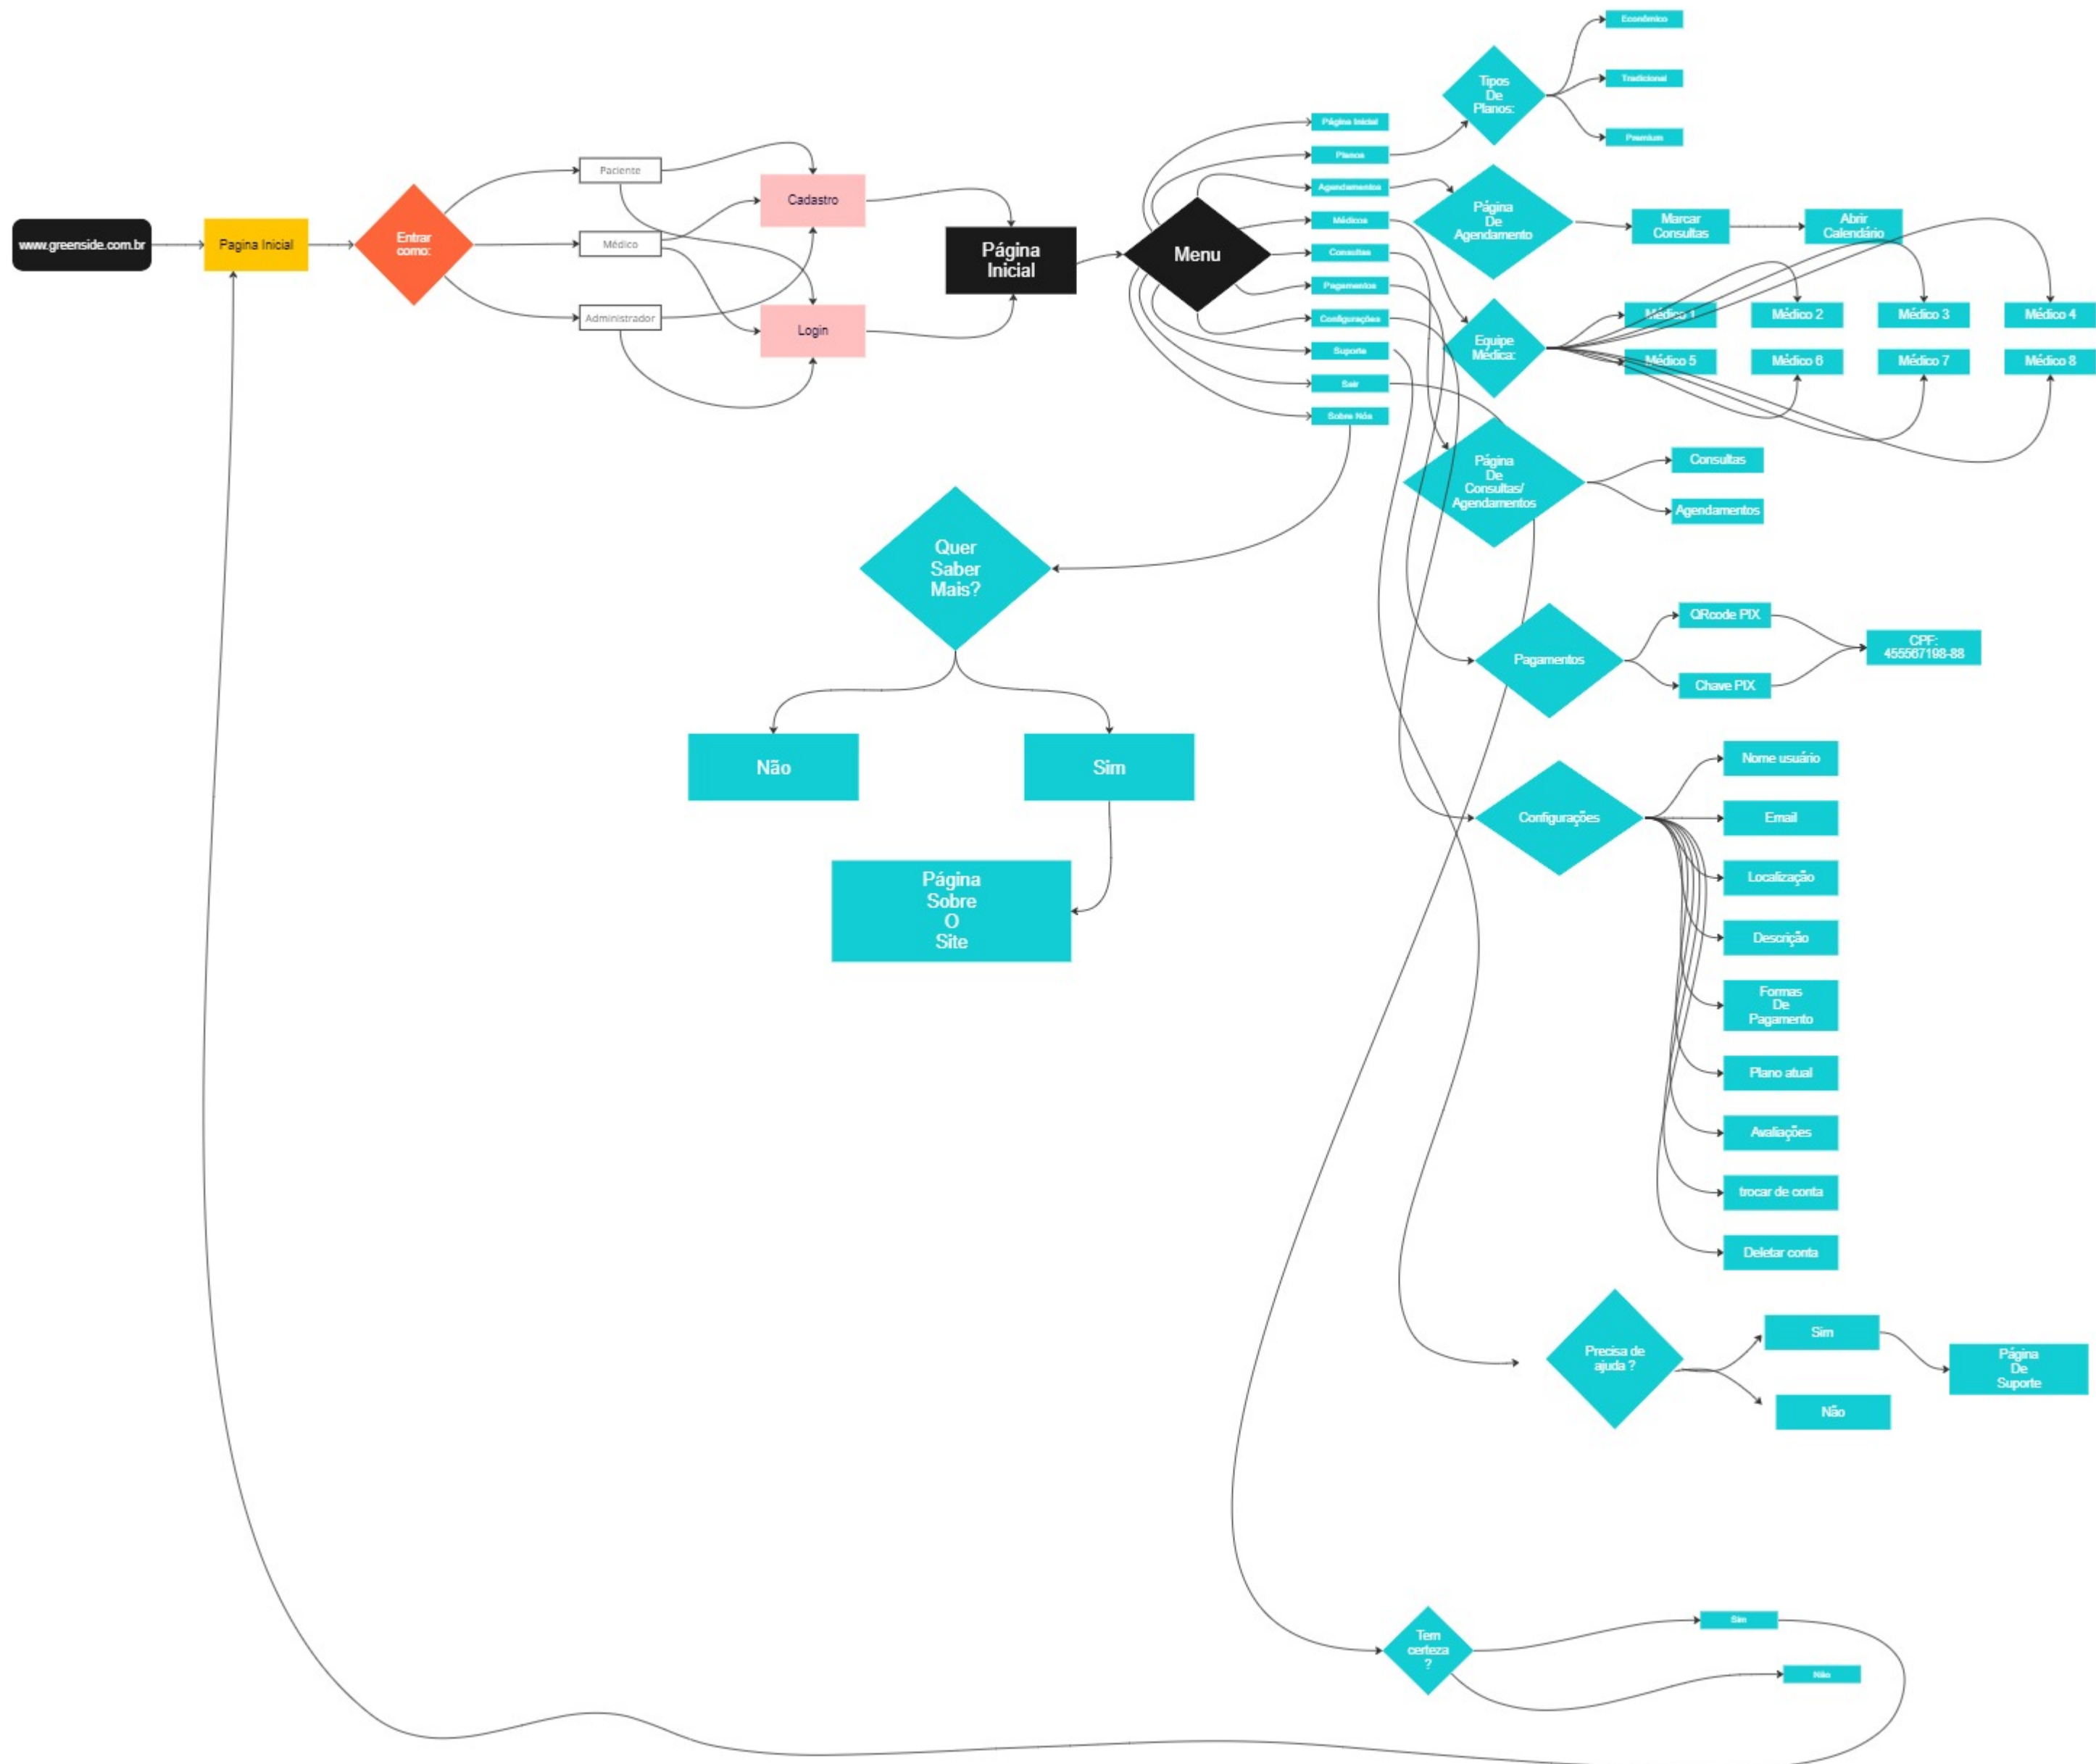 www.greenside.com.br
Pagina Inicial
Entrar
como:
Paciente
Médico
Administrador
Cadastro
Login
Página
Inicial
Menu
Página Inicial
Planos
Agendamentos
Médicos
Consultas
Pagamentos
Configurações
Suporte
Sair
Sobre Nós
Tipos
De
Planos:
Econômico
Tradicional
Premium
Página
De
Agendamento
Marcar
Consultas
Abrir
Calendário
Equipe
Médica:
Médico 1
Médico 2
Médico 3
Médico 4
Médico 5
Médico 6
Médico 7
Médico 8
Página
De
Consultas/
Agendamentos
Consultas
Agendamentos
Quer
Saber
Mais?
Não
Sim
Página
Sobre
O
Site
Pagamentos
QRcode PIX
Chave PIX
CPF:
455567198-88
Configurações
Nome usuário
Email
Localização
Descrição
Formas
De
Pagamento
Plano atual
Avaliações
trocar de conta
Deletar conta
Precisa de
ajuda ?
Sim
Não
Página
De
Suporte
Tem
certeza
?
Sim
Não